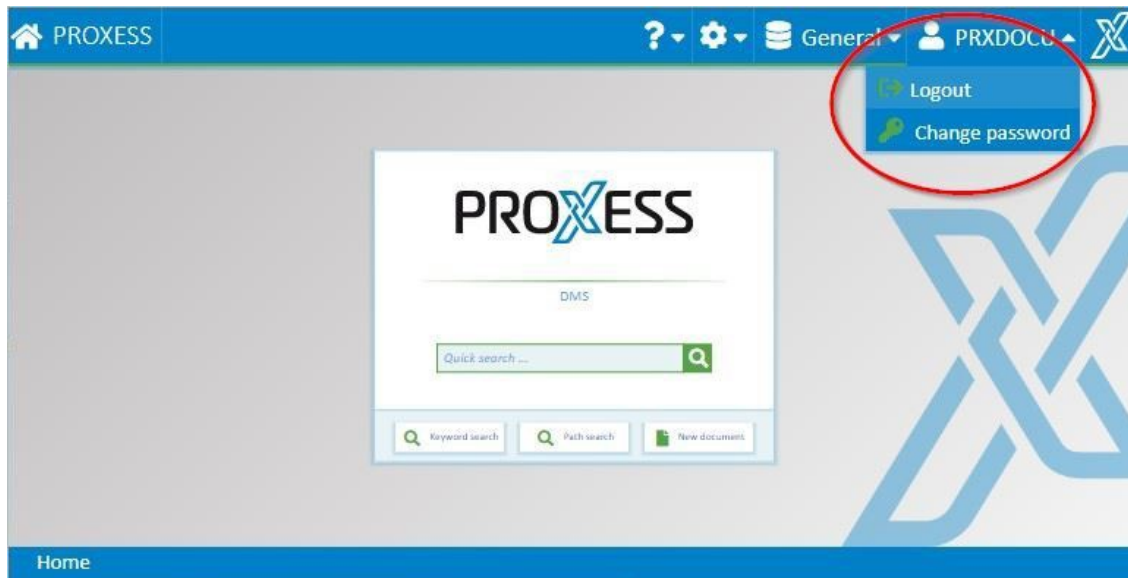 PROXESS
General
PRXDOCU
Logout
Change password
PROXESS
DMS
Quick search ...
Keyword search
Path search
New document
Home